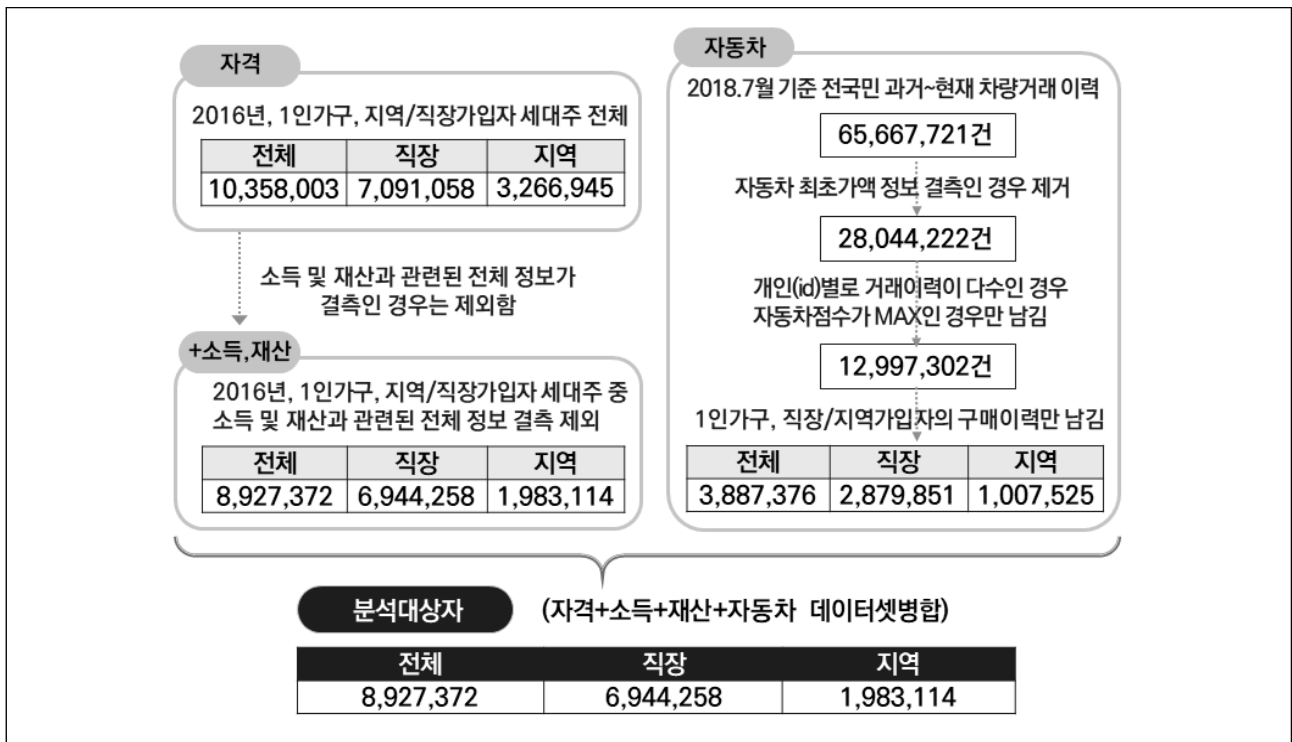 자격
2016년, 1인가구, 지역/직장가입자 세대주 전체
전체 직장 지역
10,358,003 7,091,058 3,266,945
소득 및 재산과 관련된 전체 정보가
결측인 경우는 제외함
+소득,재산
2016년, 1인가구, 지역/직장가입자 세대주 중
소득 및 재산과 관련된 전체 정보 결측 제외
전체 직장 지역
8,927,372 6,944,258 1,983,114
자동차
2018.7월 기준 전국민 과거~현재 차량거래 이력
65,667,721건
자동차 최초가액 정보 결측인 경우 제거
28,044,222건
개인(id)별로 거래이력이 다수인 경우
자동차점수가 MAX인 경우만 남김
12,997,302건
1인가구, 직장/지역가입자의 구매이력만 남김
전체 직장 지역
3,887,376 2,879,851 1,007,525
분석대상자 (자격+소득+재산+자동차 데이터셋병합)
전체 직장 지역
8,927,372 6,944,258 1,983,114